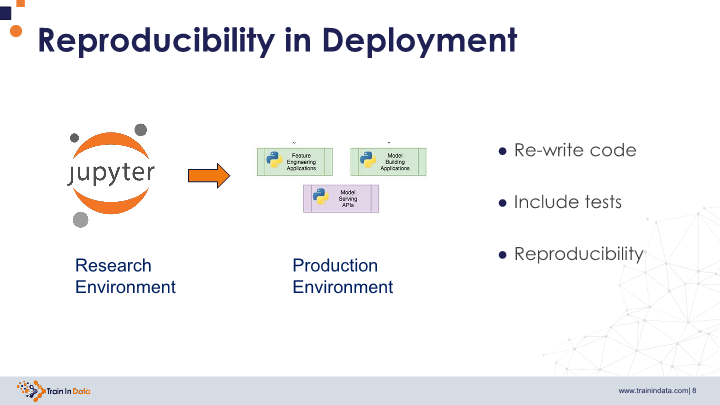 Reproducibility in Deployment
jupyter
Feature
Engineering
Applications
Model
Building
Applications
Model
Serving
APIs
Research
Environment
Production
Environment
● Re-write code
● Include tests
● Reproducibility
Train In Data
www.trainindata.com| 8